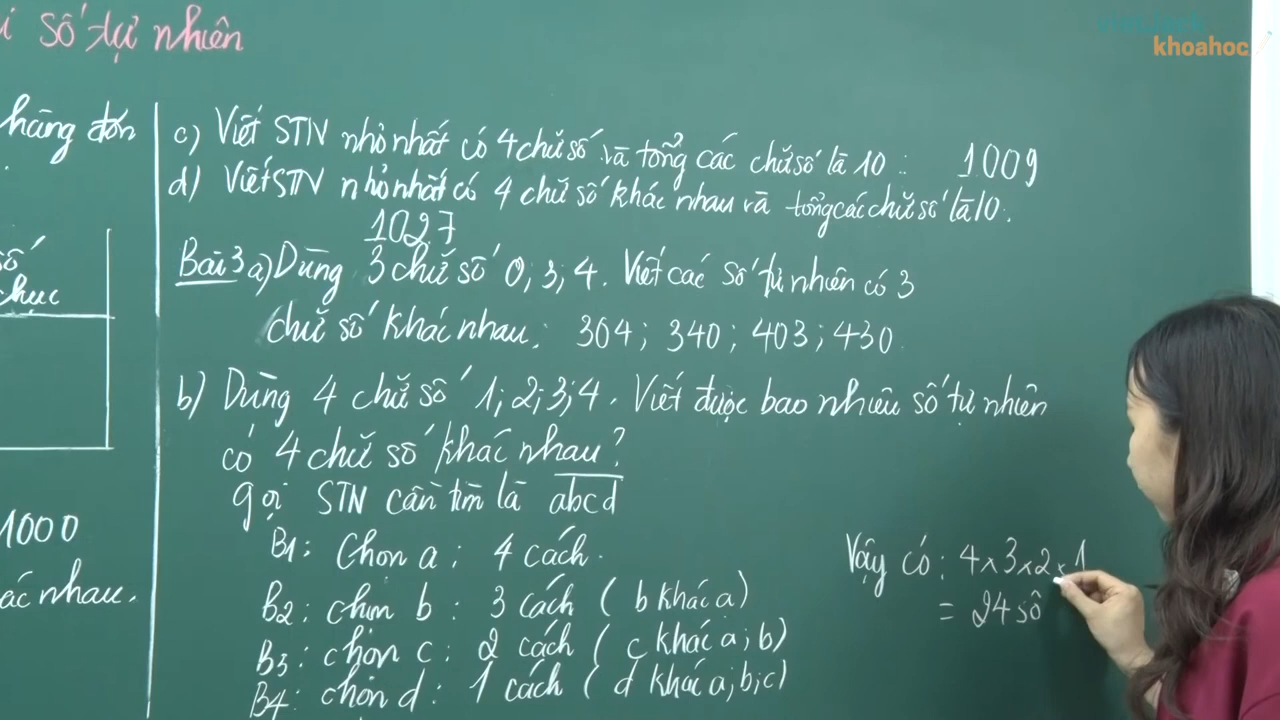 i số tự nhiên
khoahoc
hàng đơn
số
chục
1000
ác nhau.
c) Viết STN nhỏ nhất có 4 chữ số và tổng các chữ số là 10 : 1009
d) Viết STN nhỏ nhất có 4 chữ số khác nhau và tổng các chữ số là 10.
1027
Bài 3 a) Dùng 3 chữ số 0; 3; 4. Viết các số tự nhiên có 3
chữ số khác nhau: 304; 340; 403; 430
b) Dùng 4 chữ số 1; 2; 3; 4. Viết được bao nhiêu số tự nhiên
có 4 chữ số khác nhau?
gọi STN cần tìm là abcd
B1: Chọn a: 4 cách.
B2: chọn b: 3 cách (b khác a)
B3: chọn c: 2 cách (c khác a; b)
B4: chọn d: 1 cách (d khác a; b; c)
Vậy có: 4 x 3 x 2 x 1
= 24 số